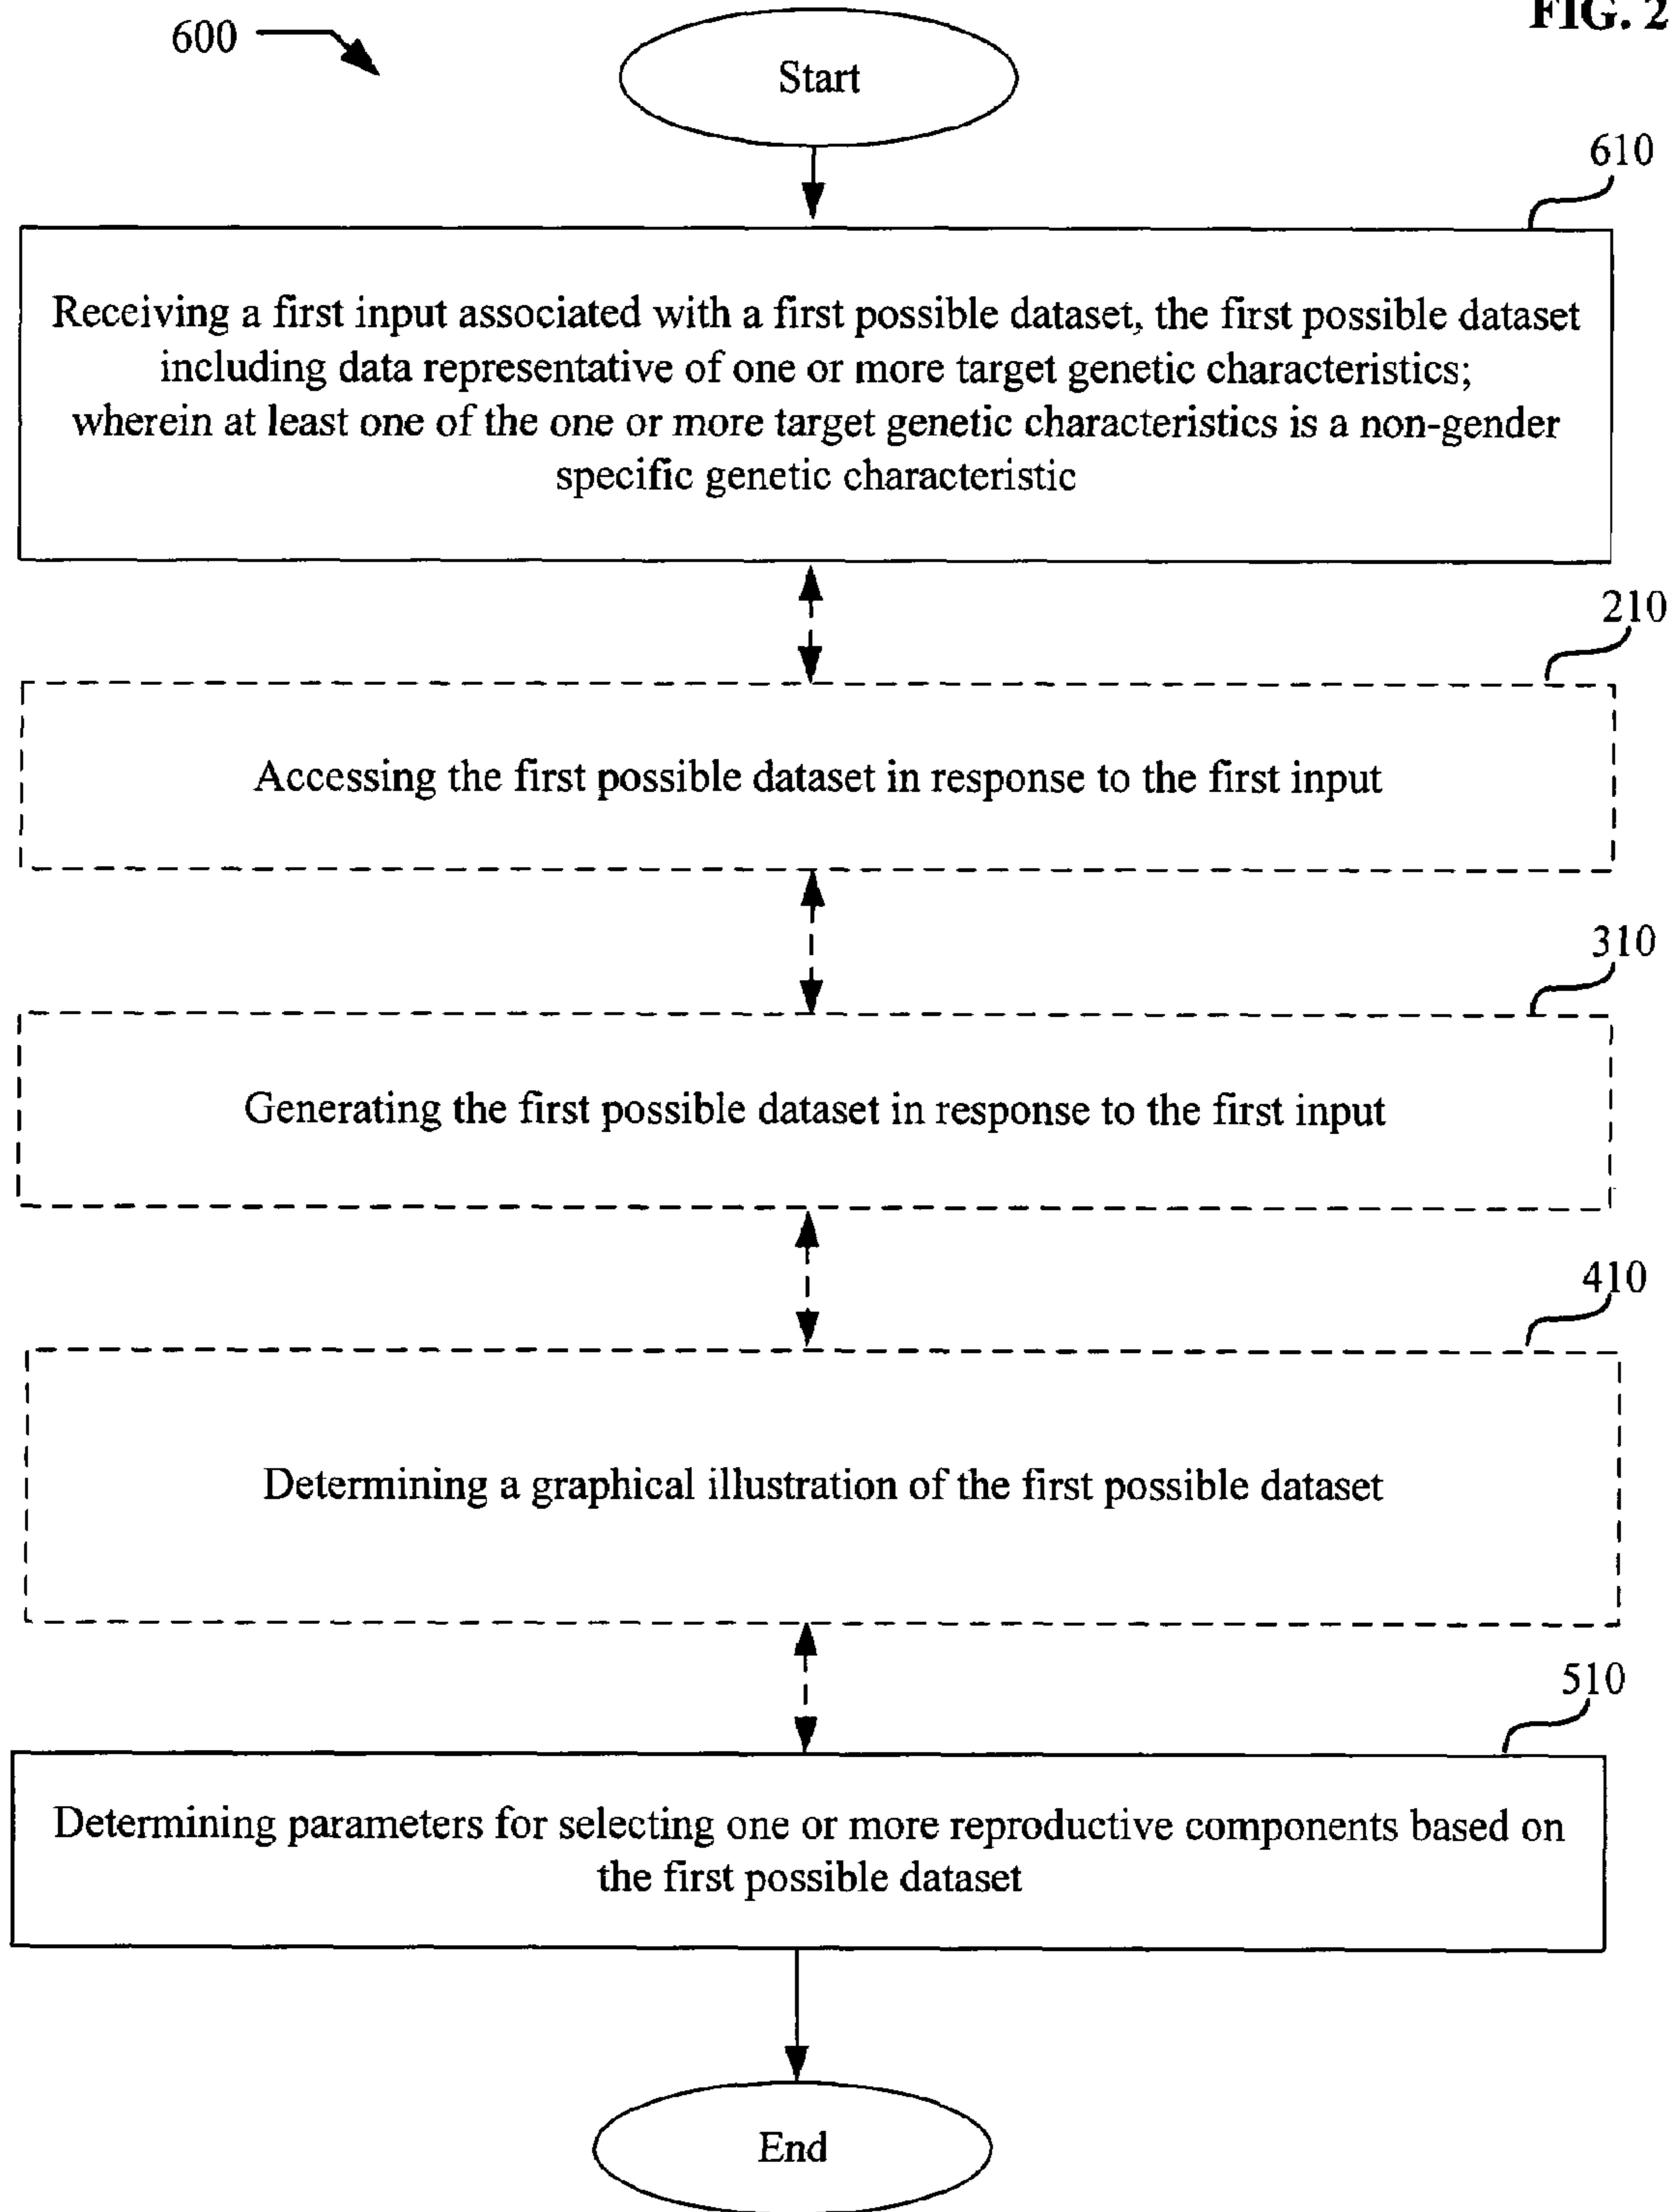 FIG. 2
600
Start
610
Receiving a first input associated with a first possible dataset, the first possible dataset
including data representative of one or more target genetic characteristics;
wherein at least one of the one or more target genetic characteristics is a non-gender
specific genetic characteristic
210
Accessing the first possible dataset in response to the first input
310
Generating the first possible dataset in response to the first input
410
Determining a graphical illustration of the first possible dataset
510
Determining parameters for selecting one or more reproductive components based on
the first possible dataset
End